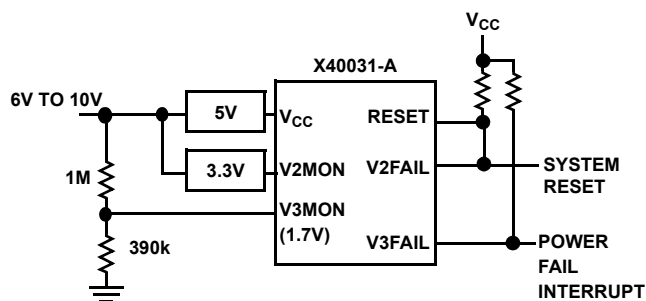 VCC
X40031-A
6V TO 10V
5V
VCC
RESET
3.3V
V2MON
V2FAIL
SYSTEM
RESET
1M
V3MON
(1.7V)
390k
V3FAIL
POWER
FAIL
INTERRUPT